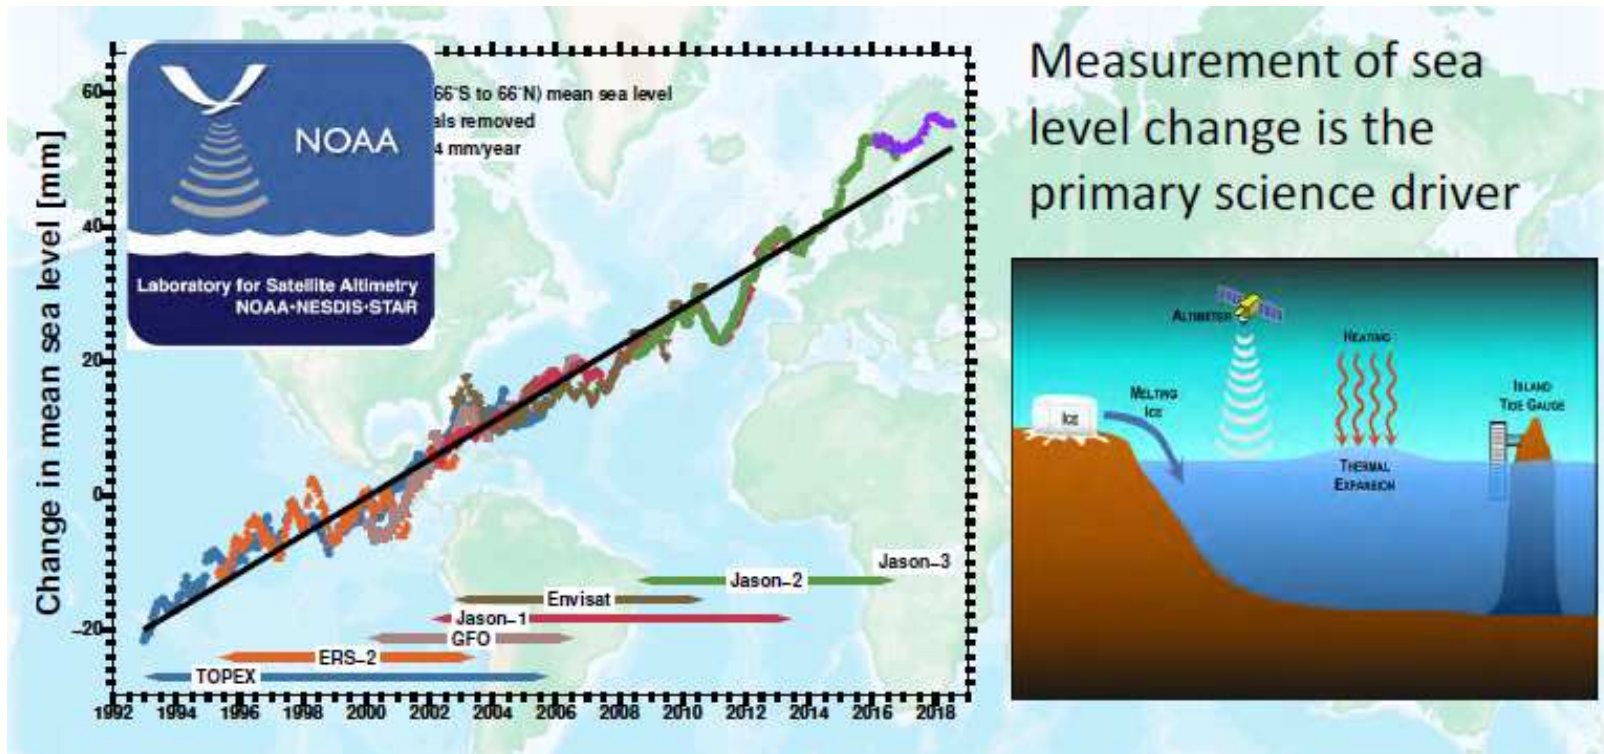 NOAA
Laboratory for Satellite Altimetry
NOAA·NESDIS·STAR
66°S to 66°N) mean sea level
als removed
4 mm/year
Change in mean sea level [mm]
60
40
20
0
−20
Jason−3
Jason−2
Envisat
Jason−1
GFO
ERS−2
TOPEX
1992 1994 1996 1998 2000 2002 2004 2006 2008 2010 2012 2014 2016 2018
Measurement of sea
level change is the
primary science driver
ALTIMETER
HEATING
MELTING
ICE
ICE
ISLAND
TIDE GAUGE
THERMAL
EXPANSION